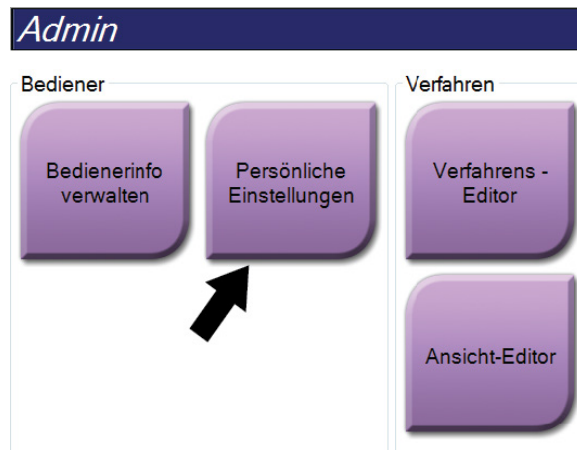 Admin
Bediener
Verfahren
Bedienerinfo
verwalten
Persönliche
Einstellungen
Verfahrens -
Editor
Ansicht-Editor